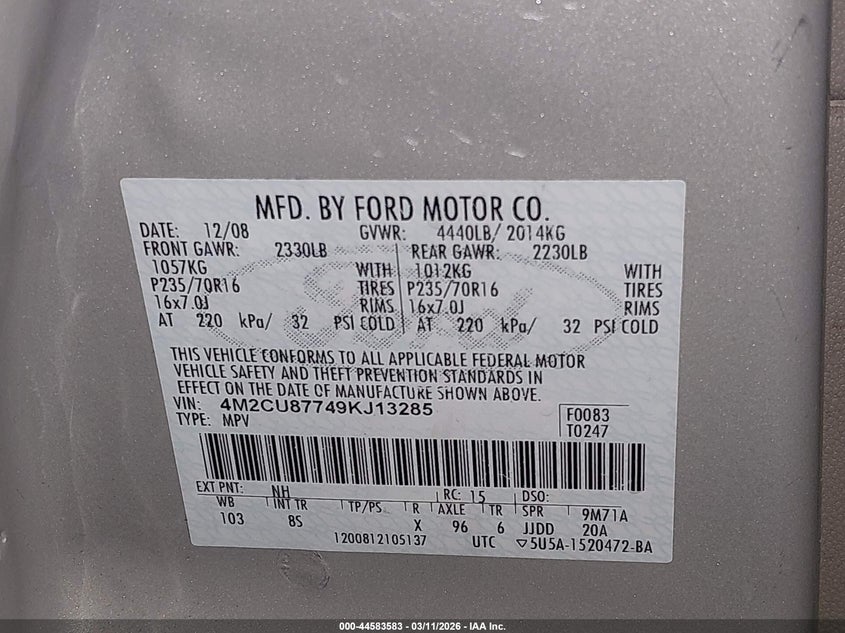 MFD. BY FORD MOTOR CO.
DATE: 12/08 GVWR: 4440LB/ 2014KG
FRONT GAWR: 2330LB REAR GAWR: 2230LB
1057KG WITH 1012KG WITH
P235/70R16 TIRES P235/70R16 TIRES
16x7.0J RIMS 16x7.0J RIMS
AT 220 kPa/ 32 PSI COLD AT 220 kPa/ 32 PSI COLD
THIS VEHICLE CONFORMS TO ALL APPLICABLE FEDERAL MOTOR
VEHICLE SAFETY AND THEFT PREVENTION STANDARDS IN
EFFECT ON THE DATE OF MANUFACTURE SHOWN ABOVE.
VIN: 4M2CU87749KJ13285 F0083
TYPE: MPV T0247
EXT PNT: NH RC: 15 DSO:
WB INT TR TP/PS R AXLE TR SPR 9M71A
103 8S X 96 6 JJDD 20A
1200812105137 UTC ▽5U5A-1520472-BA
Ford
000-44583583 - 03/11/2026 - IAA Inc.